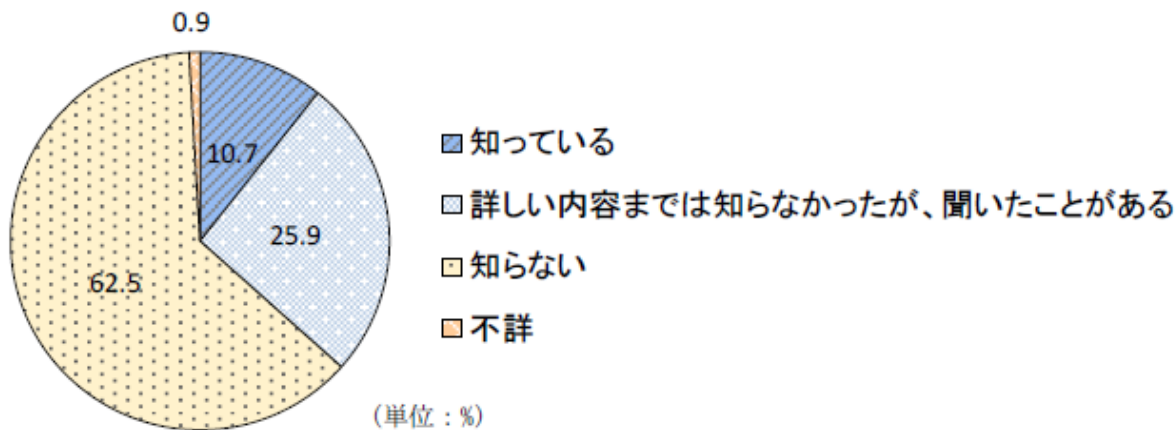 0.9
10.7
25.9
62.5
知っている
詳しい内容までは知らなかったが、聞いたことがある
知らない
不詳
(単位：%)